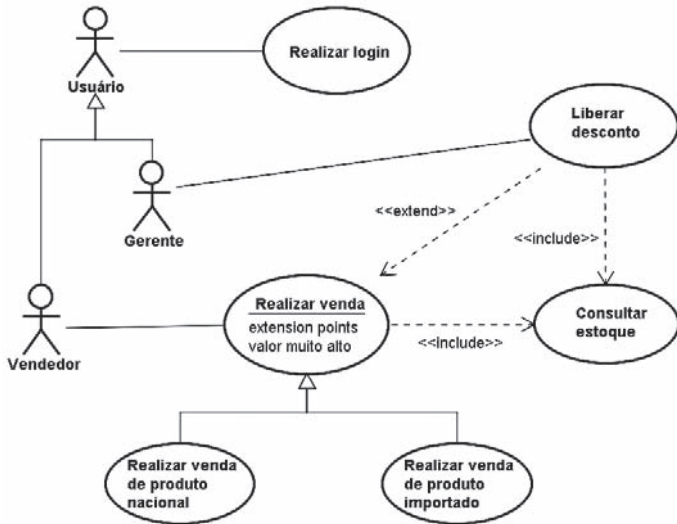 Realizar login
Usuário
Liberar
desconto
Gerente
<<extend>>
<<include>>
Realizar venda
extension points
valor muito alto
Consultar
estoque
<<include>>
Vendedor
Realizar venda
de produto
nacional
Realizar venda
de produto
importado